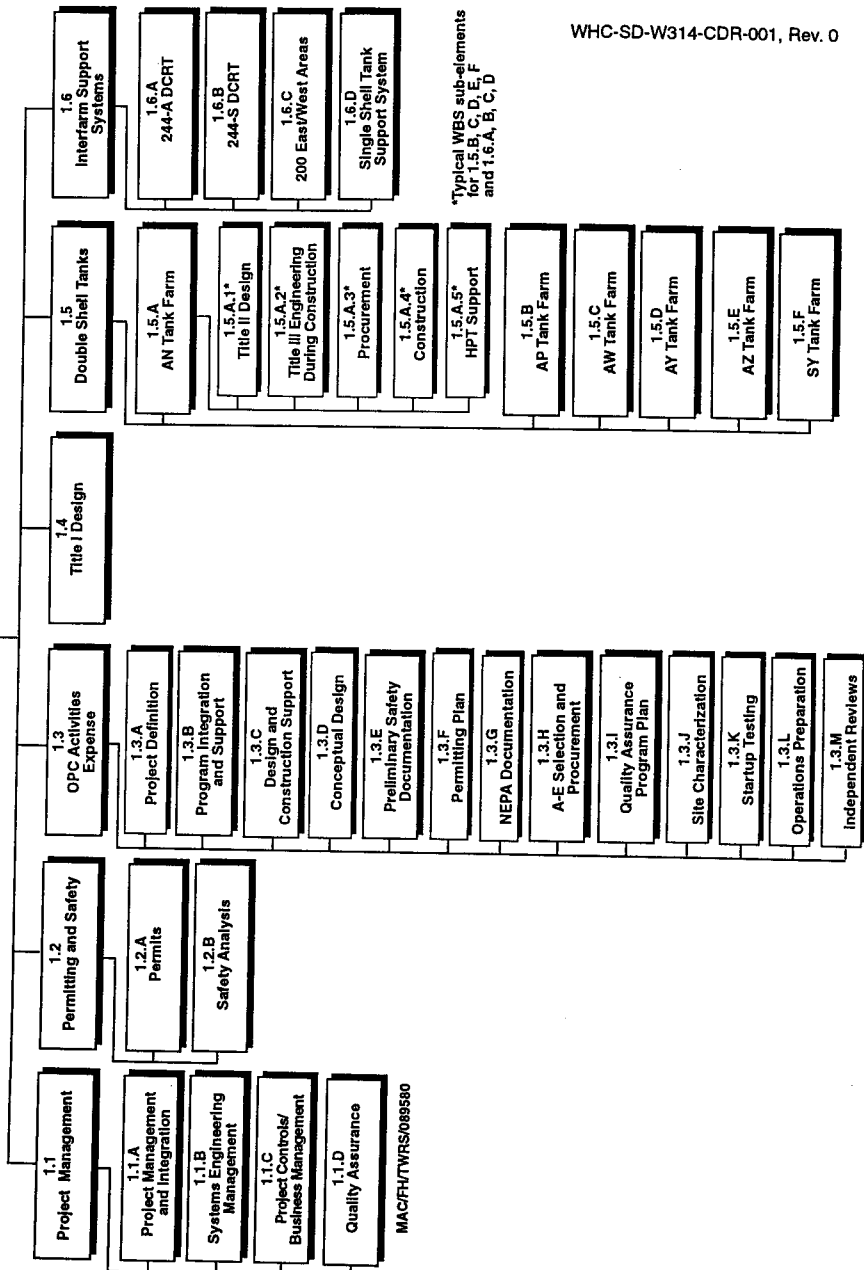 WHC-SD-W314-CDR-001, Rev. 0
1.1
Project Management
1.1.A
Project Management
and Integration
1.1.B
Systems Engineering
Management
1.1.C
Project Controls/
Business Management
1.1.D
Quality Assurance
MAC/FH/TWRS/089580
1.2
Permitting and Safety
1.2.A
Permits
1.2.B
Safety Analysis
1.3
OPC Activities
Expense
1.3.A
Project Definition
1.3.B
Program Integration
and Support
1.3.C
Design and
Construction Support
1.3.D
Conceptual Design
1.3.E
Preliminary Safety
Documentation
1.3.F
Permitting Plan
1.3.G
NEPA Documentation
1.3.H
A-E Selection and
Procurement
1.3.I
Quality Assurance
Program Plan
1.3.J
Site Characterization
1.3.K
Startup Testing
1.3.L
Operations Preparation
1.3.M
Independent Reviews
1.4
Title I Design
1.5
Double Shell Tanks
1.5.A
AN Tank Farm
1.5.A.1*
Title II Design
1.5.A.2*
Title III Engineering
During Construction
1.5.A.3*
Procurement
1.5.A.4*
Construction
1.5.A.5*
HPT Support
1.5.B
AP Tank Farm
1.5.C
AW Tank Farm
1.5.D
AY Tank Farm
1.5.E
AZ Tank Farm
1.5.F
SY Tank Farm
1.6
Interfarm Support
Systems
1.6.A
244-A DCRT
1.6.B
244-S DCRT
1.6.C
200 East/West Areas
1.6.D
Single Shell Tank
Support System
*Typical WBS sub-elements
for 1.5.B, C, D, E, F
and 1.6.A, B, C, D